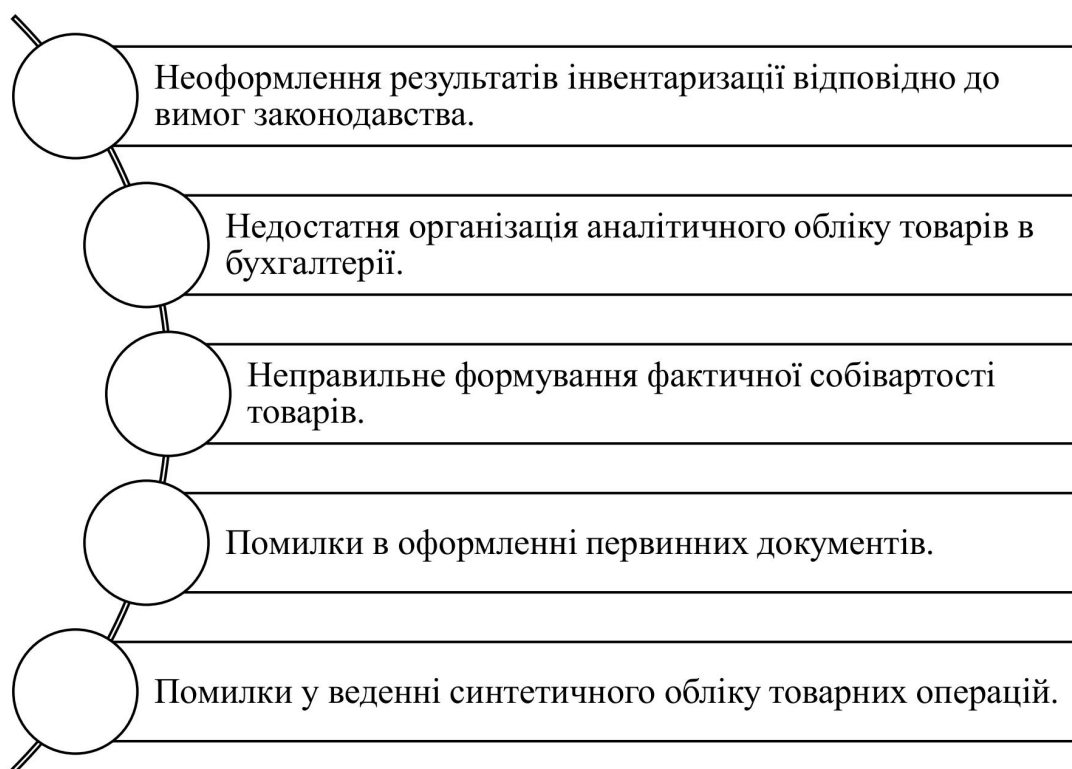 Неоформлення результатів інвентаризації відповідно до
вимог законодавства.
Недостатня організація аналітичного обліку товарів в
бухгалтерії.
Неправильне формування фактичної собівартості
товарів.
Помилки в оформленні первинних документів.
Помилки у веденні синтетичного обліку товарних операцій.